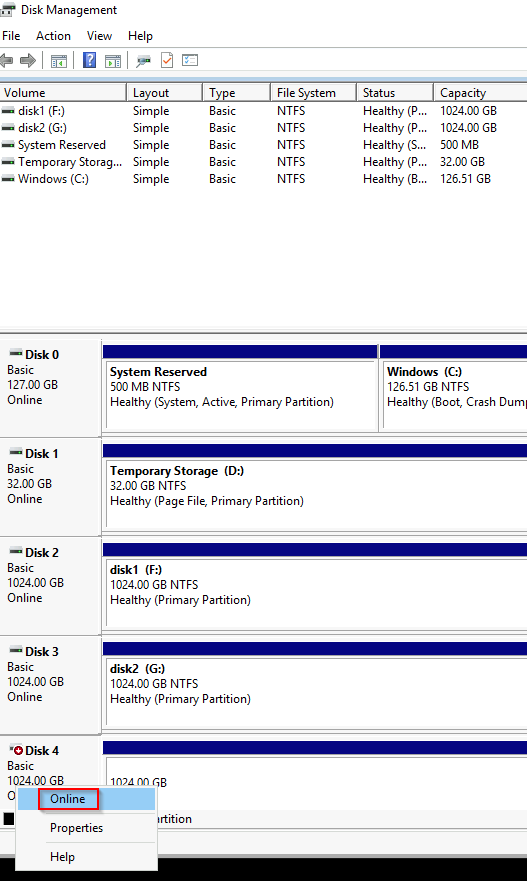 Disk Management
File Action View Help
Volume Layout Type File System Status Capacity
disk1 (F:) Simple Basic NTFS Healthy (P... 1024.00 GB
disk2 (G:) Simple Basic NTFS Healthy (P... 1024.00 GB
System Reserved Simple Basic NTFS Healthy (S... 500 MB
Temporary Storag... Simple Basic NTFS Healthy (P... 32.00 GB
Windows (C:) Simple Basic NTFS Healthy (B... 126.51 GB
Disk 0
Basic
127.00 GB
Online
System Reserved
500 MB NTFS
Healthy (System, Active, Primary Partition)
Windows (C:)
126.51 GB NTFS
Healthy (Boot, Crash Dump
Disk 1
Basic
32.00 GB
Online
Temporary Storage (D:)
32.00 GB NTFS
Healthy (Page File, Primary Partition)
Disk 2
Basic
1024.00 GB
Online
disk1 (F:)
1024.00 GB NTFS
Healthy (Primary Partition)
Disk 3
Basic
1024.00 GB
Online
disk2 (G:)
1024.00 GB NTFS
Healthy (Primary Partition)
Disk 4
Basic
1024.00 GB
1024.00 GB
Online
Properties
Help